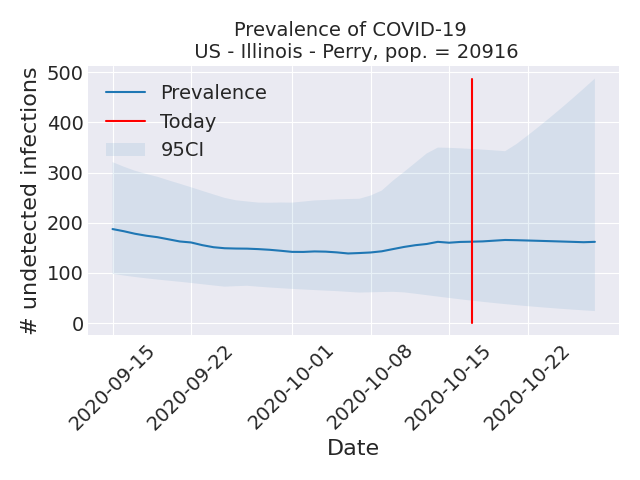 Prevalence of COVID-19
US - Illinois - Perry, pop. = 20916
# undetected infections
500
400
300
200
100
0
Prevalence
Today
95CI
2020-09-15
2020-09-22
2020-10-01
2020-10-08
2020-10-15
2020-10-22
Date